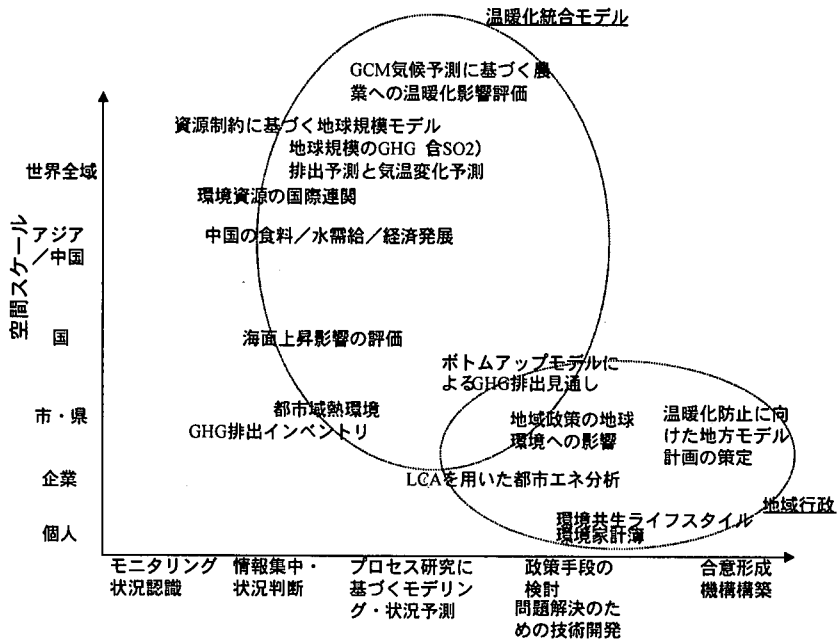 温暖化統合モデル
GCM気候予測に基づく農
業への温暖化影響評価
資源制約に基づく地球規模モデル
地球規模のGHG 含SO2)
排出予測と気温変化予測
世界全域
環境資源の国際連関
空間スケール
アジア
／中国
中国の食料／水需給／経済発展
国
海面上昇影響の評価
ボトムアップモデルに
よるGHG排出見通し
市・県
都市域熱環境
GHG排出インベントリ
地域政策の地球
環境への影響
温暖化防止に向
けた地方モデル
計画の策定
企業
LCAを用いた都市エネ分析
地域行政
個人
環境共生ライフスタイル
環境家計簿
モニタリング
状況認識
情報集中・
状況判断
プロセス研究に
基づくモデリン
グ・状況予測
政策手段の
検討
問題解決のた
めの技術開発
合意形成
機構構築